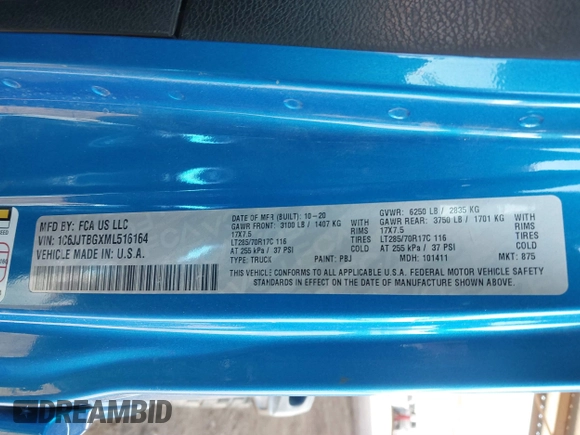 MFD BY: FCA US LLC
VIN: 1C6JJTBGXML516164
VEHICLE MADE IN: U.S.A.
DATE OF MFR (BUILT): 10-20
GAWR FRONT: 3100 LB / 1407 KG WITH
17X7.5 RIMS
LT285/70R17C 116 TIRES
AT 255 kPa / 37 PSI COLD
TYPE: TRUCK PAINT: PBJ
GVWR: 6250 LB / 2835 KG
GAWR REAR: 3750 LB / 1701 KG WITH
17X7.5 RIMS
LT285/70R17C 116 TIRES
AT 255 kPa / 37 PSI COLD
MDH: 101411 MKT: B75
THIS VEHICLE CONFORMS TO ALL APPLICABLE U.S.A. FEDERAL MOTOR VEHICLE SAFETY
STANDARDS IN EFFECT ON THE DATE OF MANUFACTURE SHOWN ABOVE.
DREAMBID